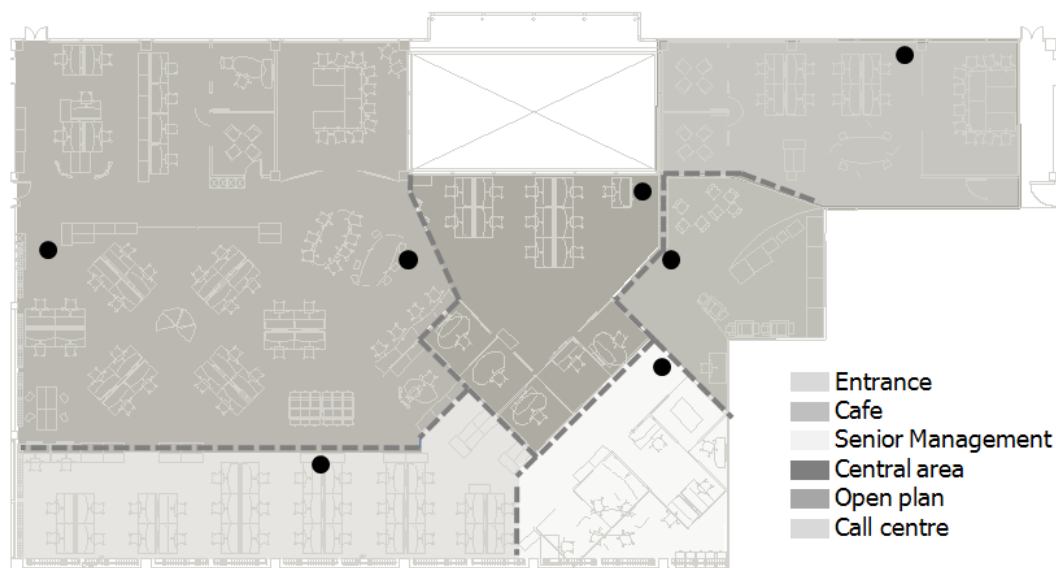 Entrance
Cafe
Senior Management
Central area
Open plan
Call centre